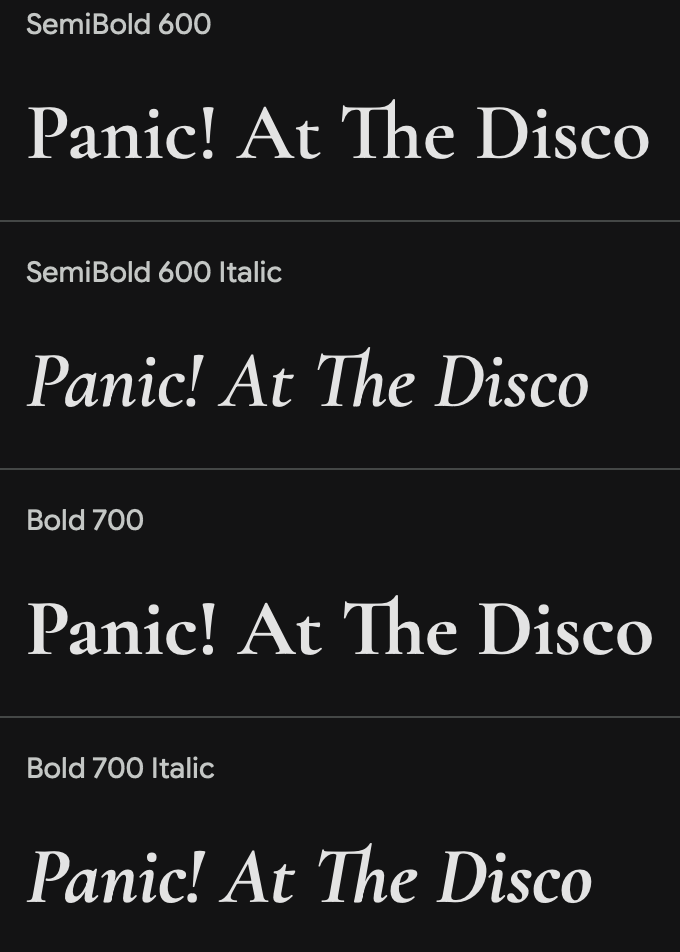 SemiBold 600
Panic! At The Disco
SemiBold 600 Italic
Panic! At The Disco
Bold 700
Panic! At The Disco
Bold 700 Italic
Panic! At The Disco